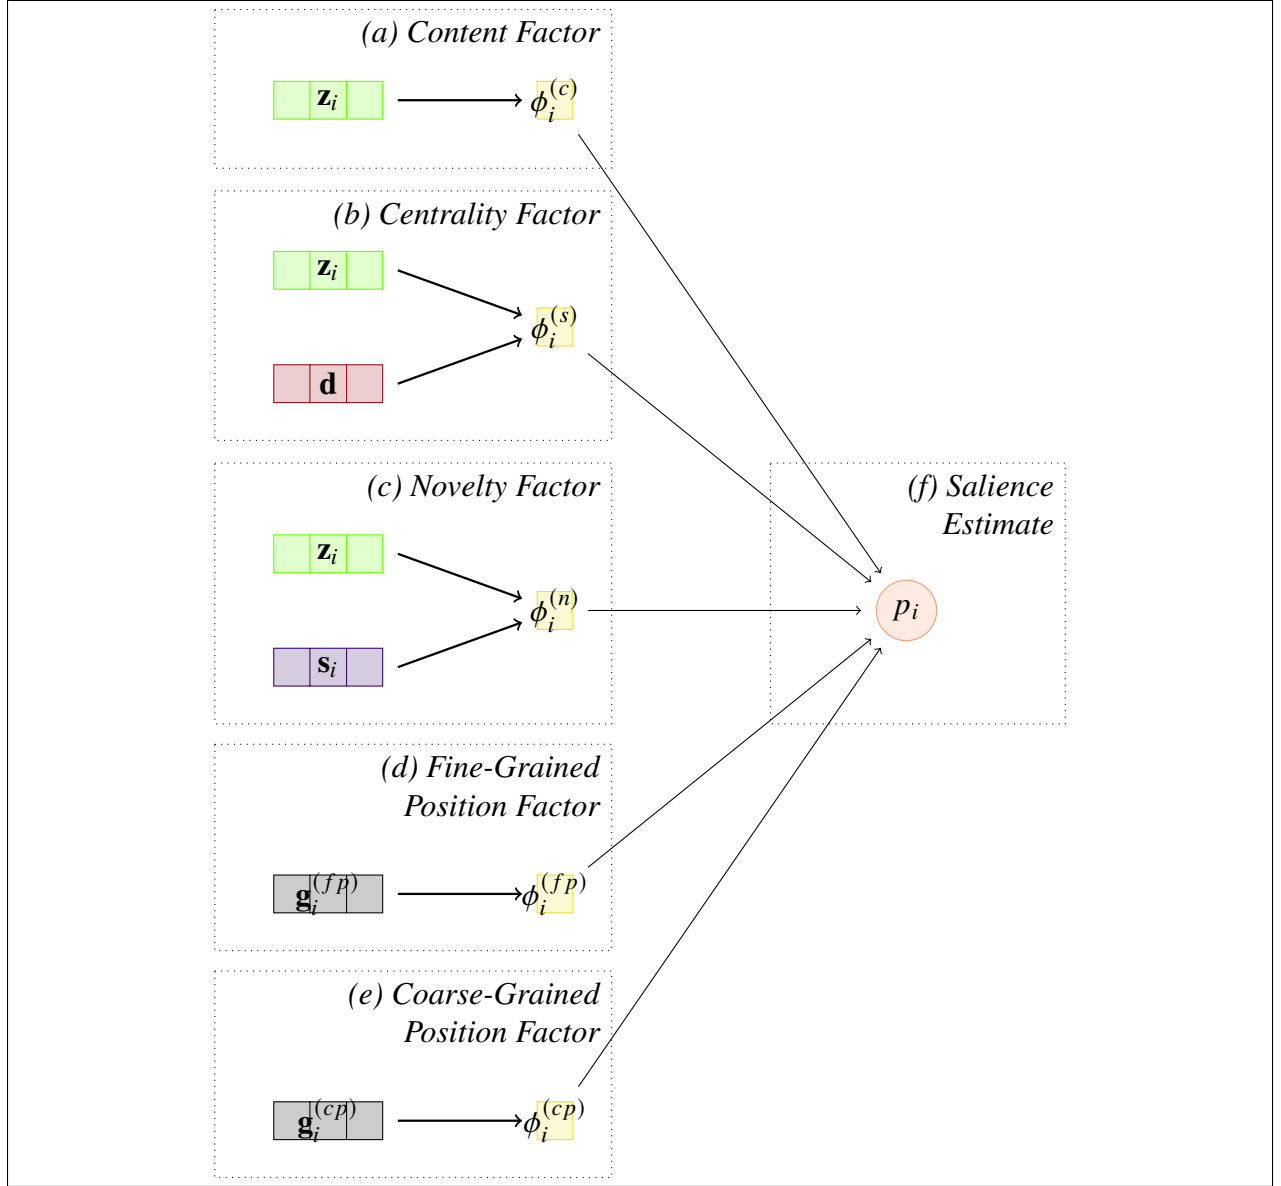 (a) Content Factor
z_i
ϕ_i^(c)
(b) Centrality Factor
z_i
ϕ_i^(s)
d
(c) Novelty Factor
z_i
ϕ_i^(n)
s_i
(d) Fine-Grained
Position Factor
g_i^(fp)
ϕ_i^(fp)
(e) Coarse-Grained
Position Factor
g_i^(cp)
ϕ_i^(cp)
(f) Salience
Estimate
p_i